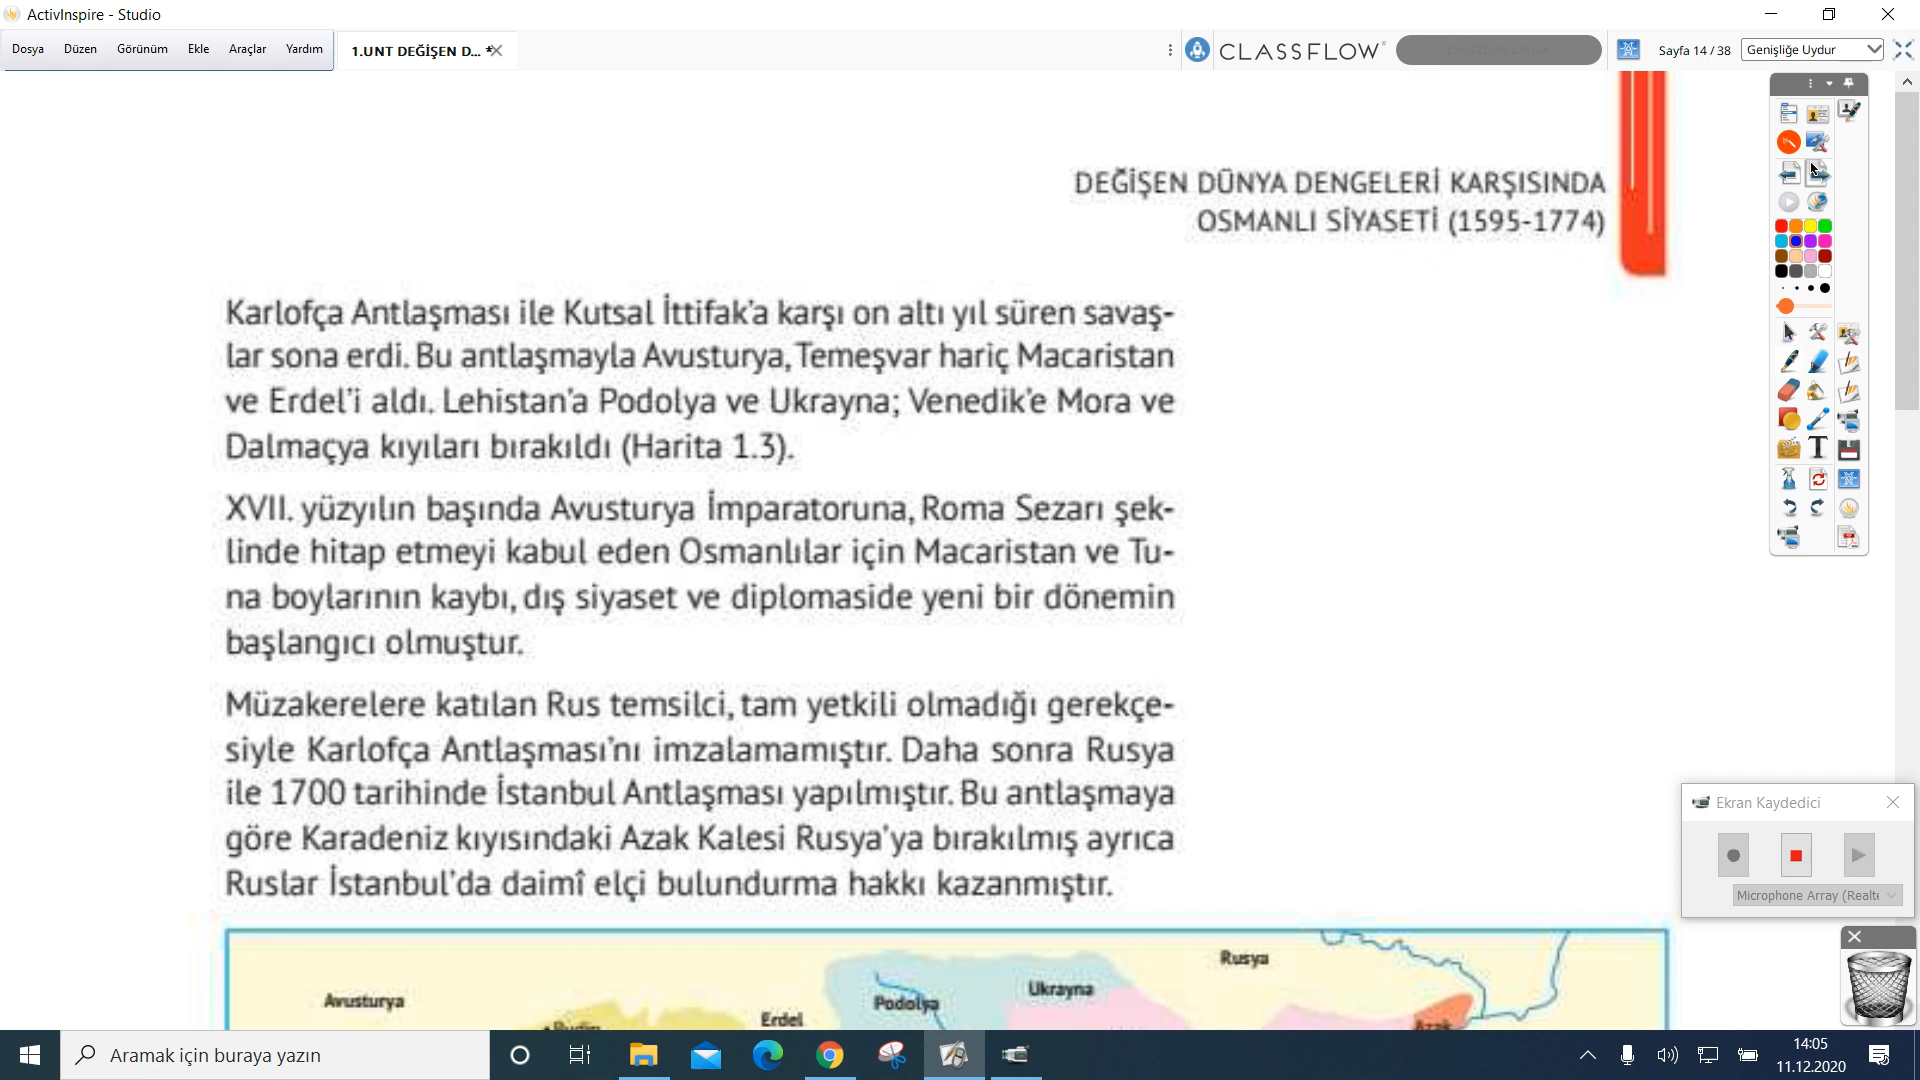 ActivInspire - Studio
Dosya Düzen Görünüm Ekle Araçlar Yardım
1.UNT DEĞİŞEN D... *
CLASSFLOW
Sayfa 14 / 38
Genişliğe Uydur
DEĞİŞEN DÜNYA DENGELERİ KARŞISINDA
OSMANLI SİYASETİ (1595-1774)
Karlofça Antlaşması ile Kutsal İttifak’a karşı on altı yıl süren savaş-
lar sona erdi. Bu antlaşmayla Avusturya, Temeşvar hariç Macaristan
ve Erdel’i aldı. Lehistan’a Podolya ve Ukrayna; Venedik’e Mora ve
Dalmaçya kıyıları bırakıldı (Harita 1.3).
XVII. yüzyılın başında Avusturya İmparatoruna, Roma Sezarı şek-
linde hitap etmeyi kabul eden Osmanlılar için Macaristan ve Tu-
na boylarının kaybı, dış siyaset ve diplomaside yeni bir dönemin
başlangıcı olmuştur.
Müzakerelere katılan Rus temsilci, tam yetkili olmadığı gerekçe-
siyle Karlofça Antlaşması’nı imzalamamıştır. Daha sonra Rusya
ile 1700 tarihinde İstanbul Antlaşması yapılmıştır. Bu antlaşmaya
göre Karadeniz kıyısındaki Azak Kalesi Rusya’ya bırakılmış ayrıca
Ruslar İstanbul’da daimî elçi bulundurma hakkı kazanmıştır.
Rusya
Ukrayna
Avusturya
Podolya
Erdel
Budin
Azak
Ekran Kaydedici
Microphone Array (Realte
Aramak için buraya yazın
14:05
11.12.2020